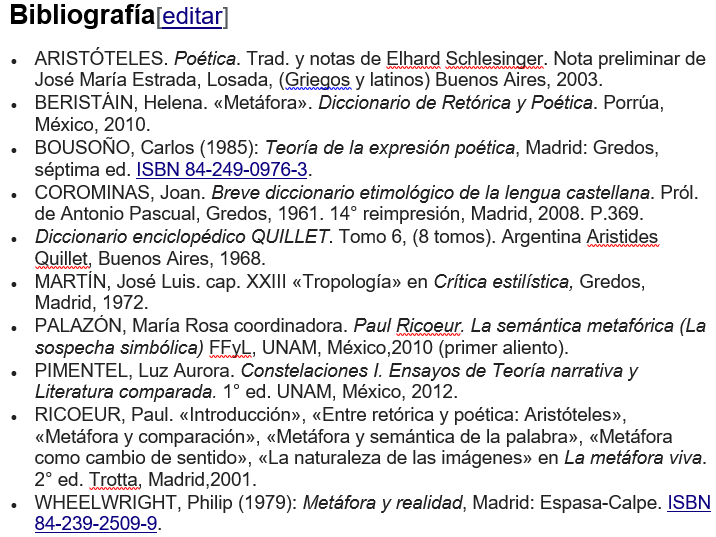 Bibliografía[editar]
• ARISTÓTELES. Poética. Trad. y notas de Elhard Schlesinger. Nota preliminar de
José María Estrada, Losada, (Griegos y latinos) Buenos Aires, 2003.
• BERISTÁIN, Helena. «Metáfora». Diccionario de Retórica y Poética. Porrúa,
México, 2010.
• BOUSOÑO, Carlos (1985): Teoría de la expresión poética, Madrid: Gredos,
séptima ed. ISBN 84-249-0976-3.
• COROMINAS, Joan. Breve diccionario etimológico de la lengua castellana. Pról.
de Antonio Pascual, Gredos, 1961. 14° reimpresión, Madrid, 2008. P.369.
• Diccionario enciclopédico QUILLET. Tomo 6, (8 tomos). Argentina Aristides
Quillet, Buenos Aires, 1968.
• MARTÍN, José Luis. cap. XXIII «Tropología» en Crítica estilística, Gredos,
Madrid, 1972.
• PALAZÓN, María Rosa coordinadora. Paul Ricoeur. La semántica metafórica (La
sospecha simbólica) FFyL, UNAM, México,2010 (primer aliento).
• PIMENTEL, Luz Aurora. Constelaciones I. Ensayos de Teoría narrativa y
Literatura comparada. 1° ed. UNAM, México, 2012.
• RICOEUR, Paul. «Introducción», «Entre retórica y poética: Aristóteles»,
«Metáfora y comparación», «Metáfora y semántica de la palabra», «Metáfora
como cambio de sentido», «La naturaleza de las imágenes» en La metáfora viva.
2° ed. Trotta, Madrid,2001.
• WHEELWRIGHT, Philip (1979): Metáfora y realidad, Madrid: Espasa-Calpe. ISBN
84-239-2509-9.